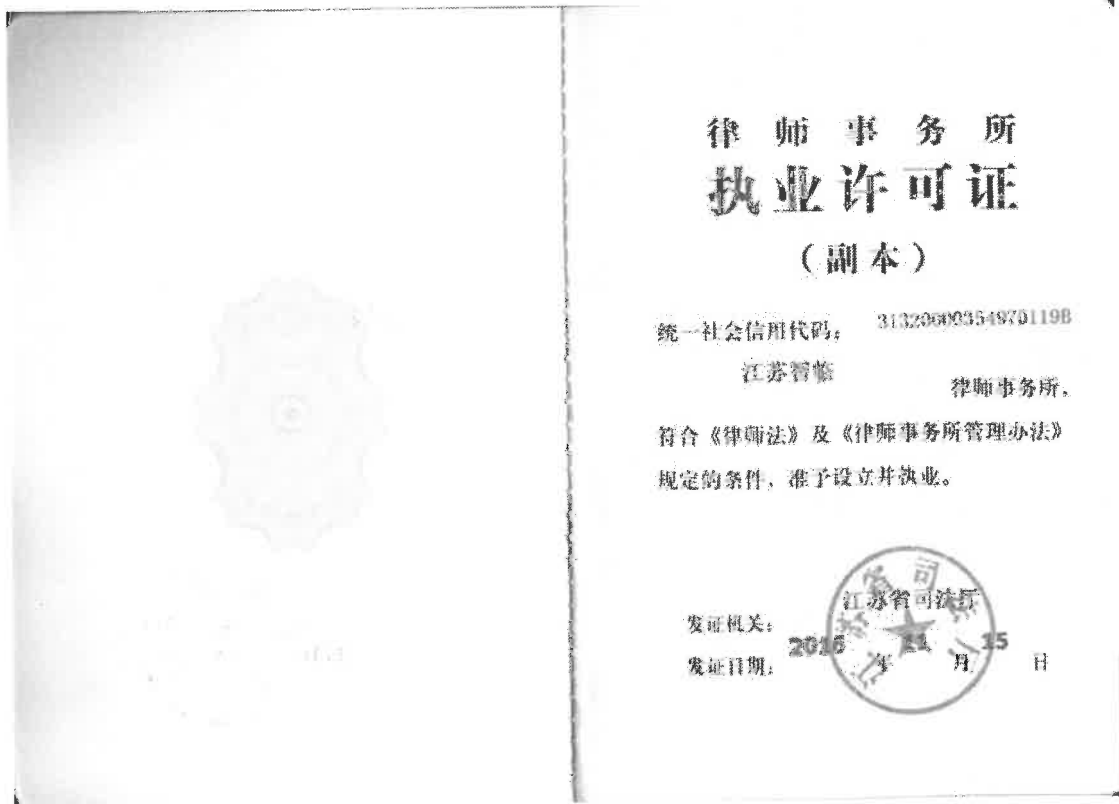 律师事务所
执业许可证
（副本）
统一社会信用代码： 31320000354970119B
江苏智临
律师事务所，
符合《律师法》及《律师事务所管理办法》
规定的条件，准予设立并执业。
发证机关： 江苏省司法厅
发证日期： 2016 年 11 月 15 日